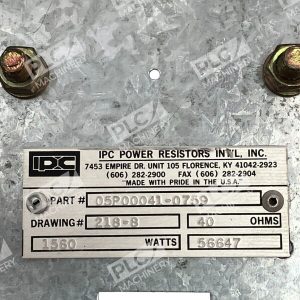 IPC POWER RESISTORS INT'L, INC.
7453 EMPIRE DR. UNIT 105 FLORENCE, KY 41042-2923
(606) 282-2900 FAX (606) 282-2904
"MADE WITH PRIDE IN THE U.S.A."
IPC
PART # 05P00041-0759
DRAWING # 218-8 40 OHMS
1560 WATTS 56647